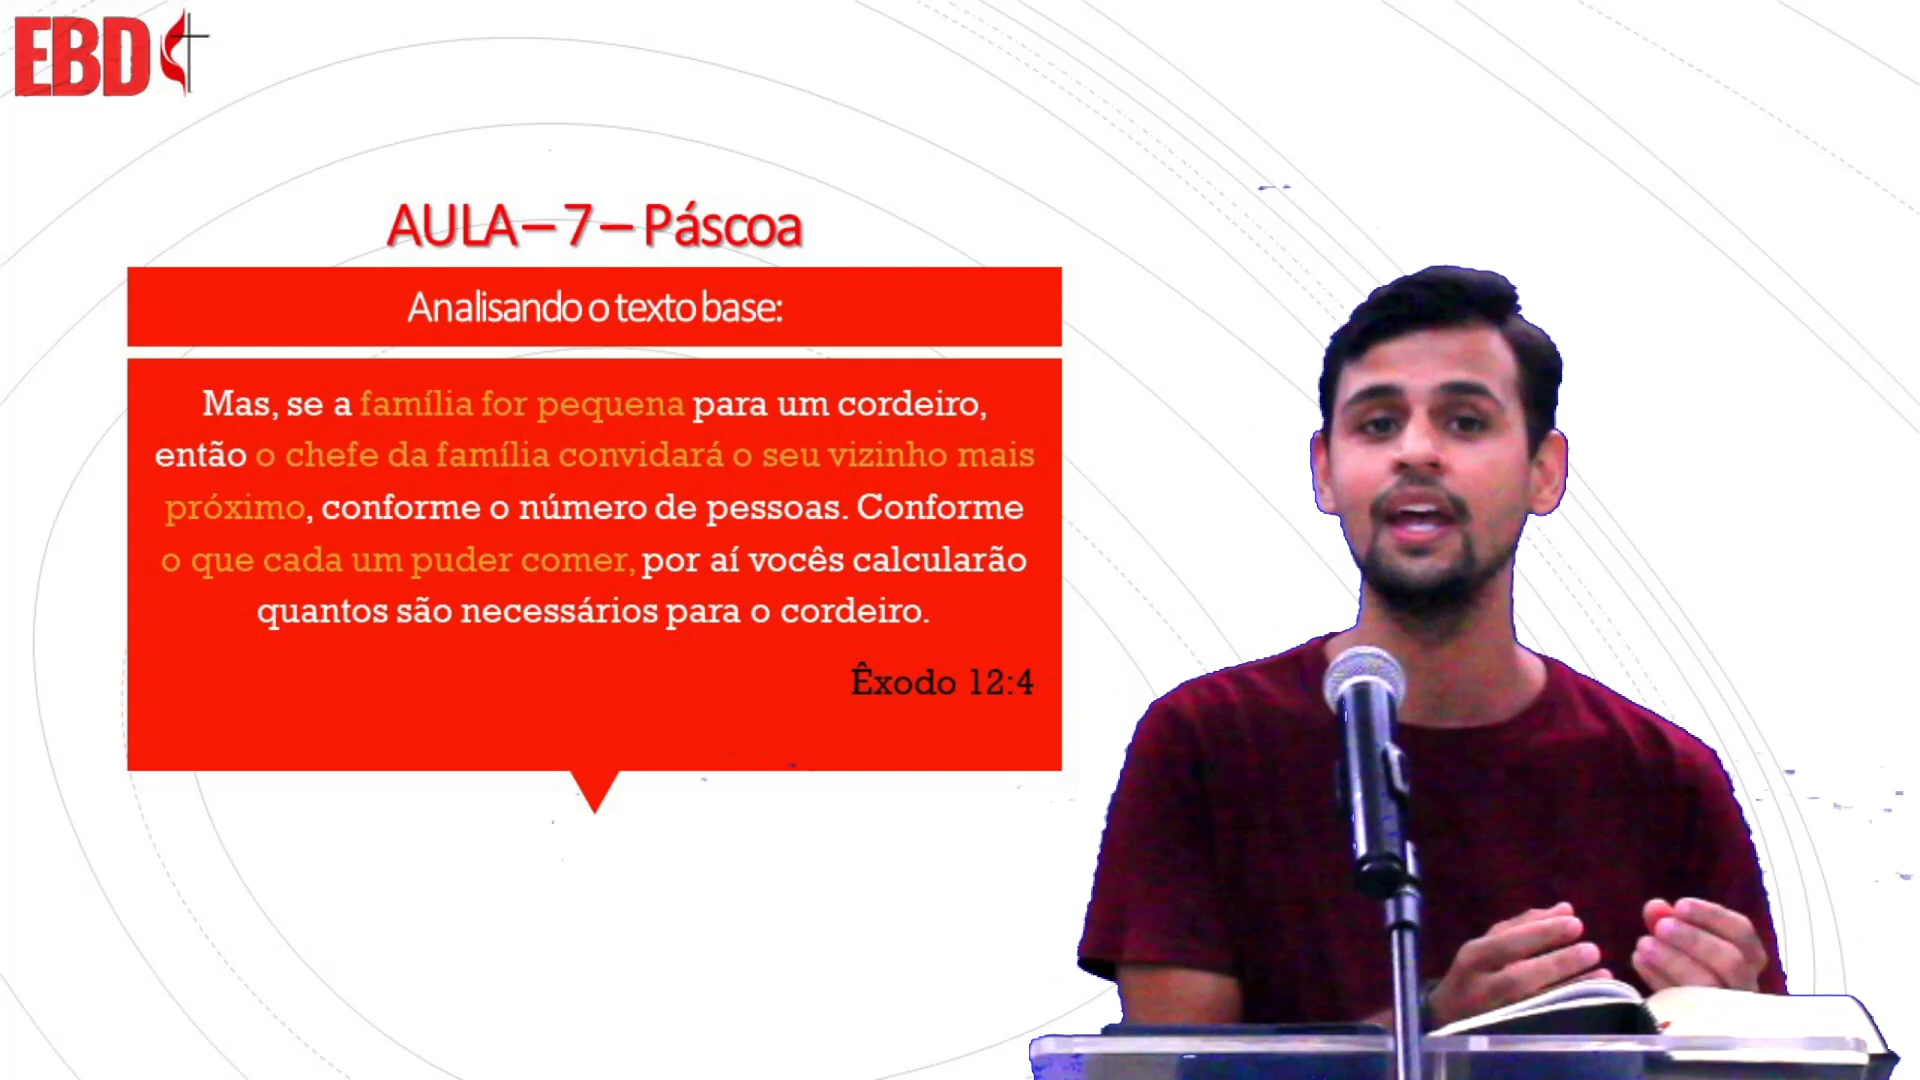 EBD
AULA – 7 – Páscoa
Analisando o texto base:
Mas, se a família for pequena para um cordeiro,
então o chefe da família convidará o seu vizinho mais
próximo, conforme o número de pessoas. Conforme
o que cada um puder comer, por aí vocês calcularão
quantos são necessários para o cordeiro.
Êxodo 12:4